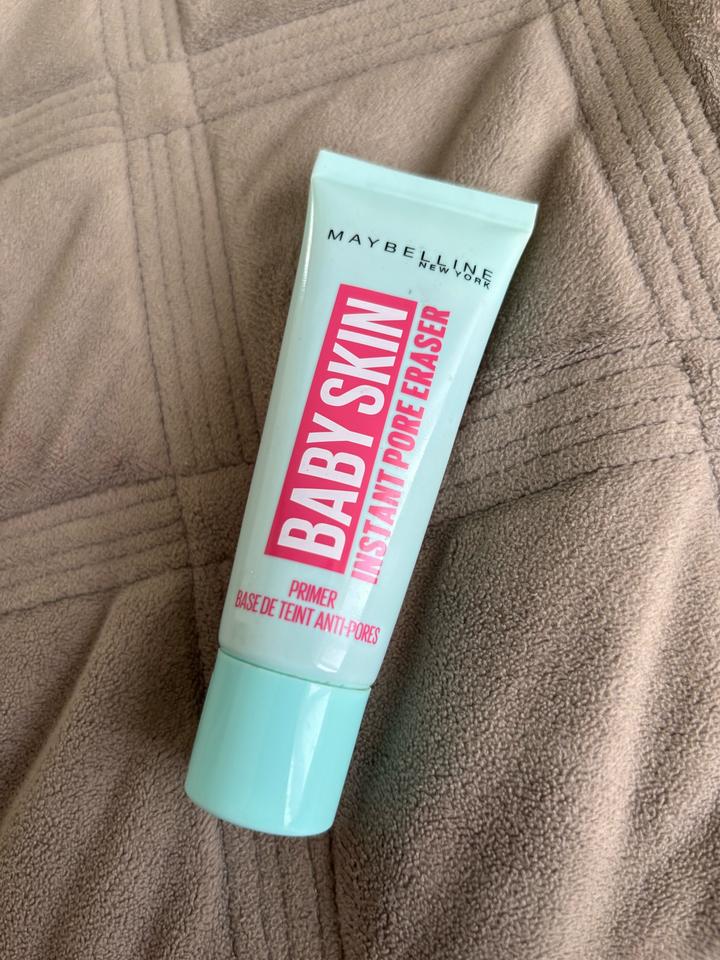 MAYBELLINE
NEW YORK
BABY SKIN
INSTANT PORE ERASER
PRIMER
BASE DE TEINT ANTI-PORES